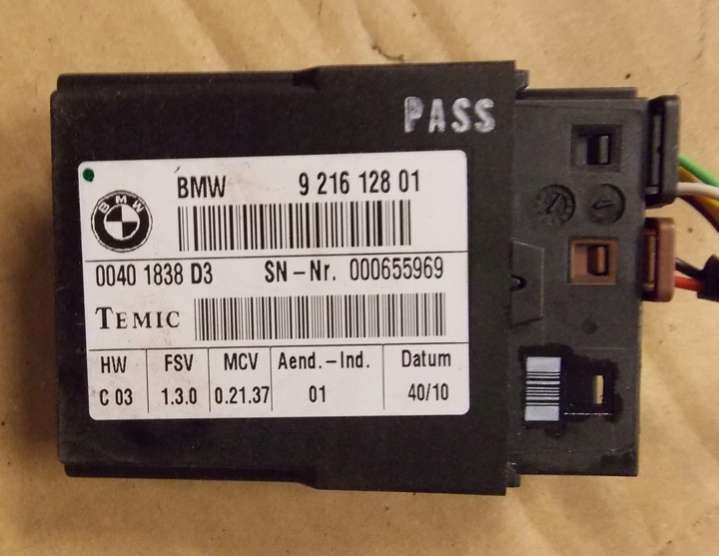 PASS
BMW 9 216 128 01
BMW
0040 1838 D3 SN-Nr. 000655969
TEMIC
HW FSV MCV Aend.-Ind. Datum
C 03 1.3.0 0.21.37 01 40/10